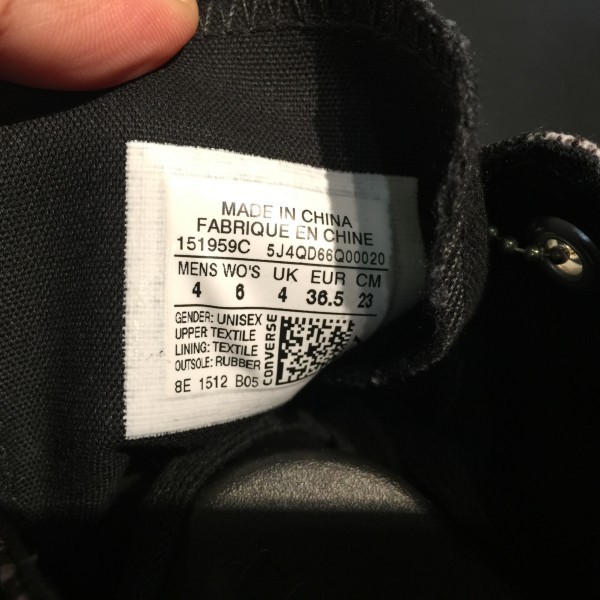 MADE IN CHINA
FABRIQUE EN CHINE
151959C 5J4QD66Q00020
MENS WO'S UK EUR CM
4 6 4 36.5 23
GENDER: UNISEX
UPPER TEXTILE
LINING: TEXTILE
OUTSOLE: RUBBER
8E 1512 B05
CONVERSE